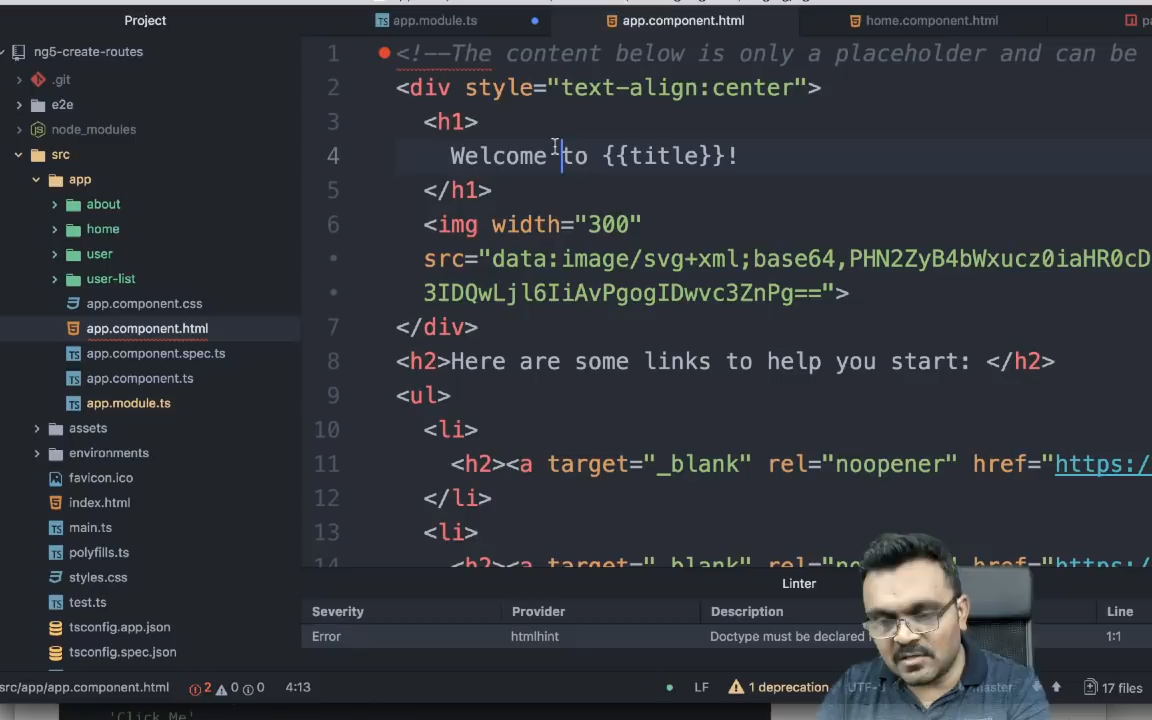 Project
app.module.ts
app.component.html
home.component.html
ng5-create-routes
.git
e2e
node_modules
src
app
about
home
user
user-list
app.component.css
app.component.html
app.component.spec.ts
app.component.ts
app.module.ts
assets
environments
favicon.ico
index.html
main.ts
polyfills.ts
styles.css
test.ts
tsconfig.app.json
tsconfig.spec.json
1 <!--The content below is only a placeholder and can be
2 <div style="text-align:center">
3 <h1>
4 Welcome to {{title}}!
5 </h1>
6 <img width="300"
src="data:image/svg+xml;base64,PHN2ZyB4bWxucz0iaHR0cD
3IDQwLjl6IiAvPgogIDwvc3ZnPg==">
7 </div>
8 <h2>Here are some links to help you start: </h2>
9 <ul>
10 <li>
11 <h2><a target="_blank" rel="noopener" href="https:/
12 </li>
13 <li>
14 <h2><a target="_blank" rel="
Linter
Severity Provider Description Line
Error htmlhint Doctype must be declared 1:1
src/app/app.component.html 2 0 0 4:13 LF 1 deprecation master 17 files
'Click Me'